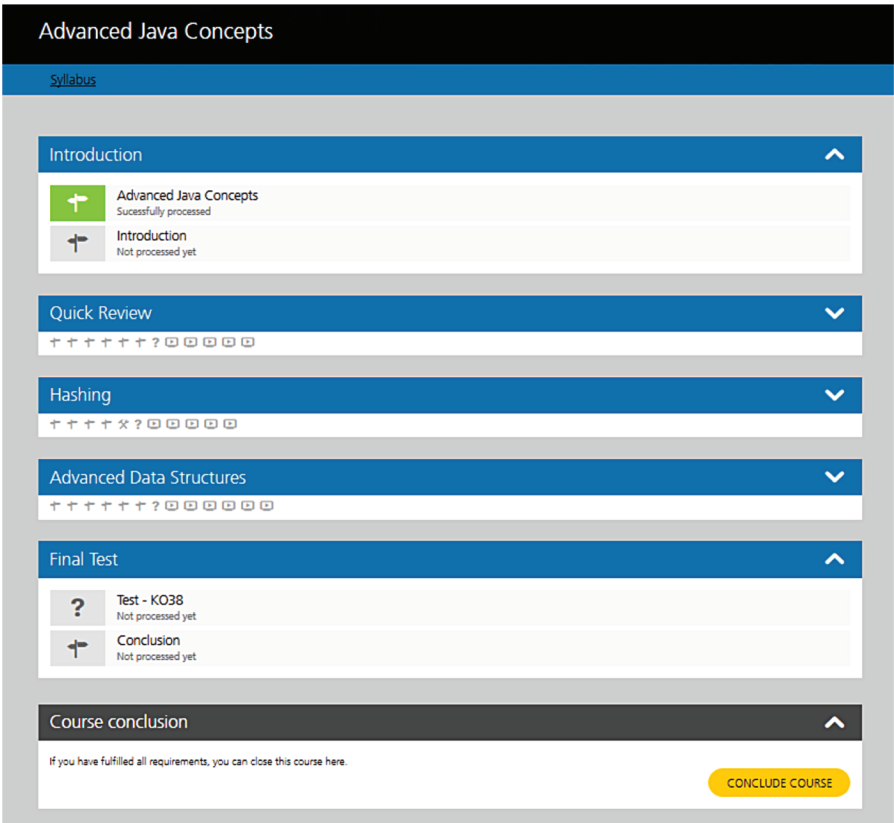 Advanced Java Concepts
Syllabus
Introduction
Advanced Java Concepts
Sucessfully processed
Introduction
Not processed yet
Quick Review
?
Hashing
?
Advanced Data Structures
?
Final Test
?
Test - KO38
Not processed yet
Conclusion
Not processed yet
Course conclusion
If you have fulfilled all requirements, you can close this course here.
CONCLUDE COURSE